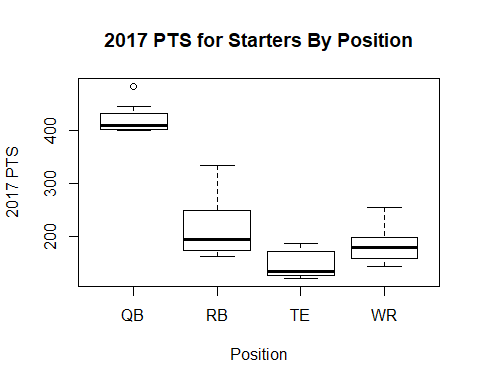 2017 PTS for Starters By Position
2017 PTS
400
300
200
QB RB TE WR
Position